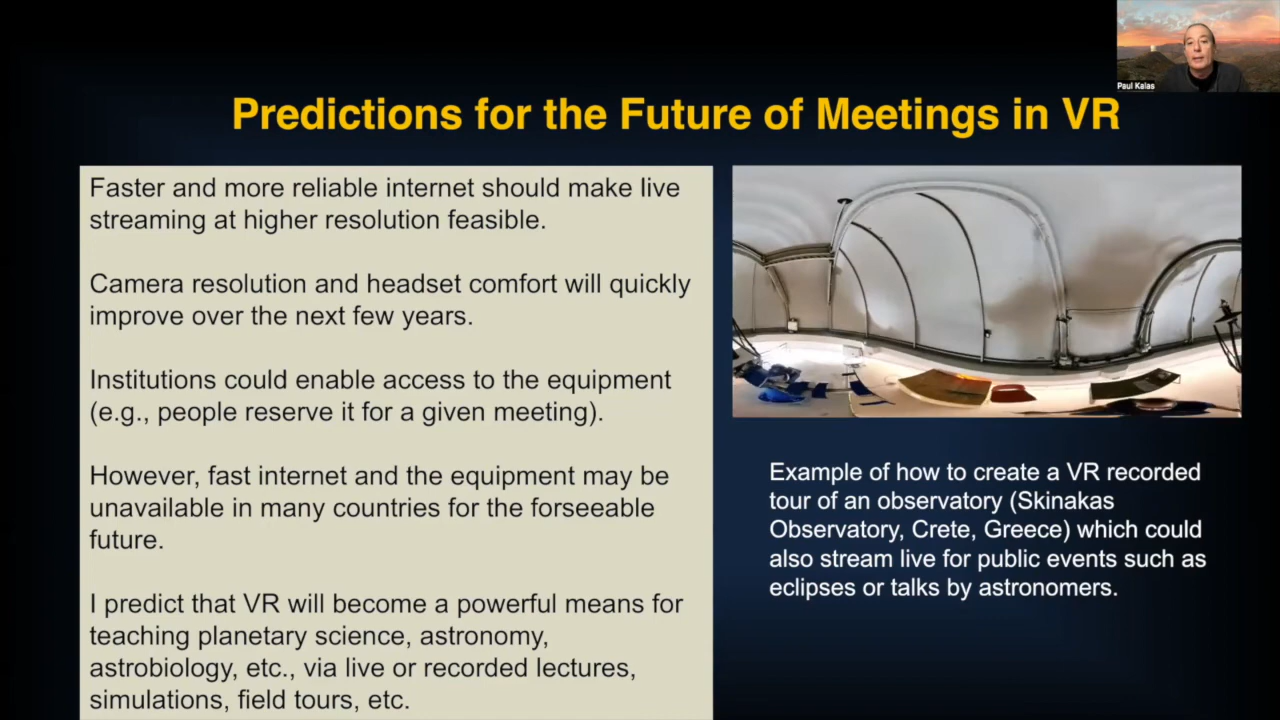 Paul Kalas
Predictions for the Future of Meetings in VR
Faster and more reliable internet should make live
streaming at higher resolution feasible.
Camera resolution and headset comfort will quickly
improve over the next few years.
Institutions could enable access to the equipment
(e.g., people reserve it for a given meeting).
However, fast internet and the equipment may be
unavailable in many countries for the forseeable
future.
I predict that VR will become a powerful means for
teaching planetary science, astronomy,
astrobiology, etc., via live or recorded lectures,
simulations, field tours, etc.
Example of how to create a VR recorded
tour of an observatory (Skinakas
Observatory, Crete, Greece) which could
also stream live for public events such as
eclipses or talks by astronomers.